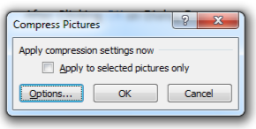 Compress Pictures
Apply compression settings now
Apply to selected pictures only
Options...
OK
Cancel